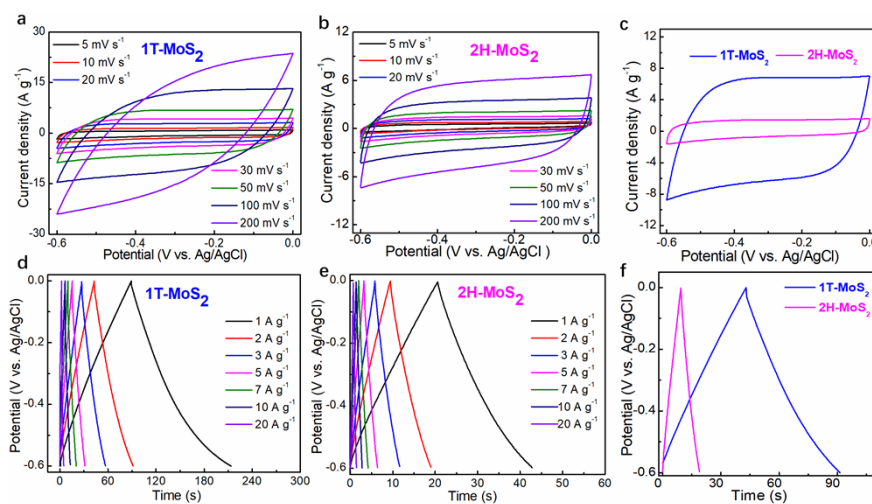 a
1T-MoS2
5 mV s-1
10 mV s-1
20 mV s-1
30 mV s-1
50 mV s-1
100 mV s-1
200 mV s-1
30
15
0
-15
-30
-0.6
-0.4
-0.2
0.0
Current density (A g-1)
Potential (V vs. Ag/AgCl)
b
2H-MoS2
5 mV s-1
10 mV s-1
20 mV s-1
30 mV s-1
50 mV s-1
100 mV s-1
200 mV s-1
12
6
0
-6
-12
-0.6
-0.4
-0.2
0.0
Current density (A g-1)
Potential (V vs. Ag/AgCl)
c
1T-MoS2
2H-MoS2
12
8
4
0
-4
-8
-12
-0.6
-0.4
-0.2
0.0
Current density (A g-1)
Potential (V vs. Ag/AgCl)
d
1T-MoS2
1 A g-1
2 A g-1
3 A g-1
5 A g-1
7 A g-1
10 A g-1
20 A g-1
0.0
-0.2
-0.4
-0.6
0
60
120
180
240
300
Potential (V vs. Ag/AgCl)
Time (s)
e
2H-MoS2
1 A g-1
2 A g-1
3 A g-1
5 A g-1
7 A g-1
10 A g-1
20 A g-1
0.0
-0.2
-0.4
-0.6
0
10
20
30
40
50
60
Potential (V vs. Ag/AgCl)
Time (s)
f
1T-MoS2
2H-MoS2
0.0
-0.2
-0.4
-0.6
0
30
60
90
120
Potential (V vs. Ag/AgCl)
Time (s)